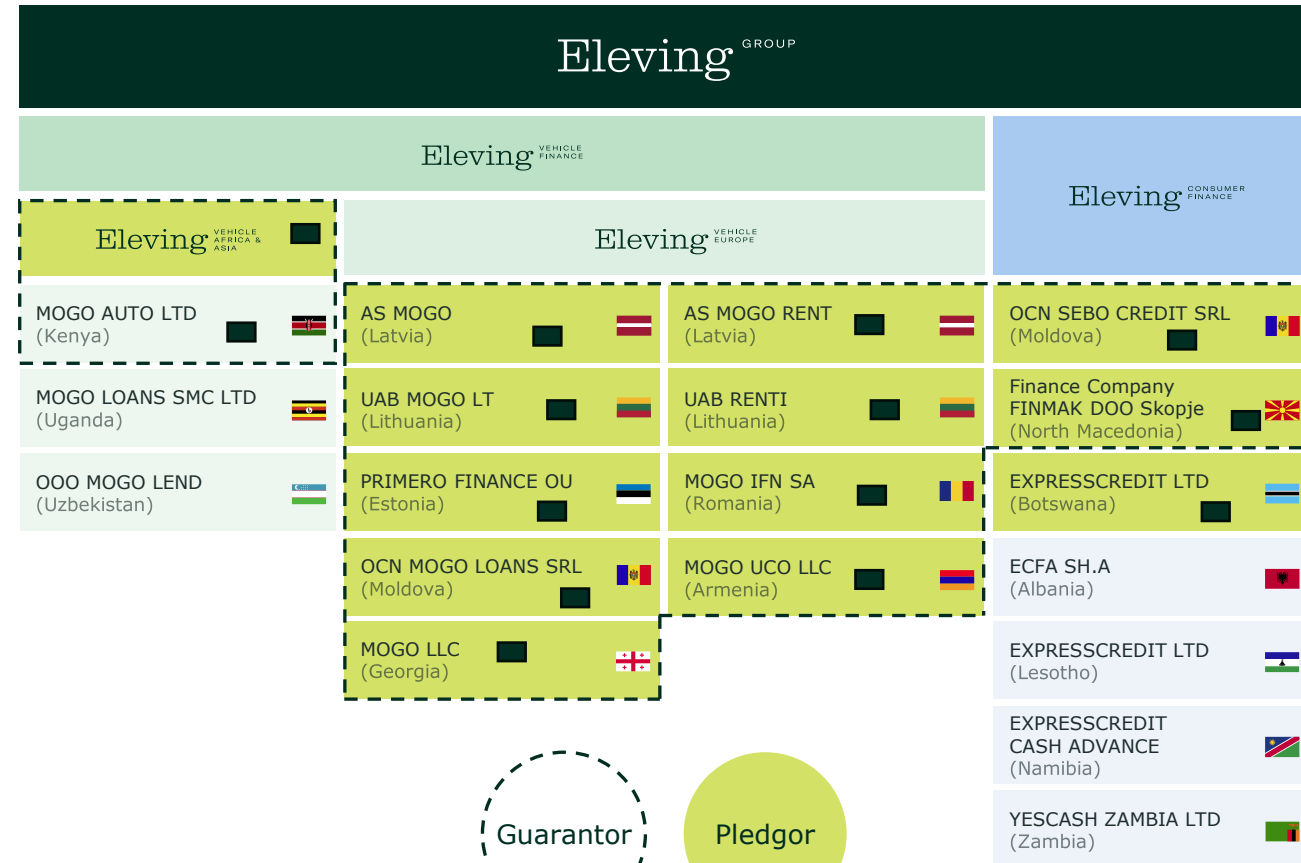 Eleving GROUP
Eleving VEHICLE FINANCE
Eleving CONSUMER FINANCE
Eleving VEHICLE AFRICA & ASIA
Eleving VEHICLE EUROPE
MOGO AUTO LTD
(Kenya)
MOGO LOANS SMC LTD
(Uganda)
OOO MOGO LEND
(Uzbekistan)
AS MOGO
(Latvia)
UAB MOGO LT
(Lithuania)
PRIMERO FINANCE OU
(Estonia)
OCN MOGO LOANS SRL
(Moldova)
MOGO LLC
(Georgia)
AS MOGO RENT
(Latvia)
UAB RENTI
(Lithuania)
MOGO IFN SA
(Romania)
MOGO UCO LLC
(Armenia)
OCN SEBO CREDIT SRL
(Moldova)
Finance Company
FINMAK DOO Skopje
(North Macedonia)
EXPRESSCREDIT LTD
(Botswana)
ECFA SH.A
(Albania)
EXPRESSCREDIT LTD
(Lesotho)
EXPRESSCREDIT
CASH ADVANCE
(Namibia)
YESCASH ZAMBIA LTD
(Zambia)
Guarantor
Pledgor